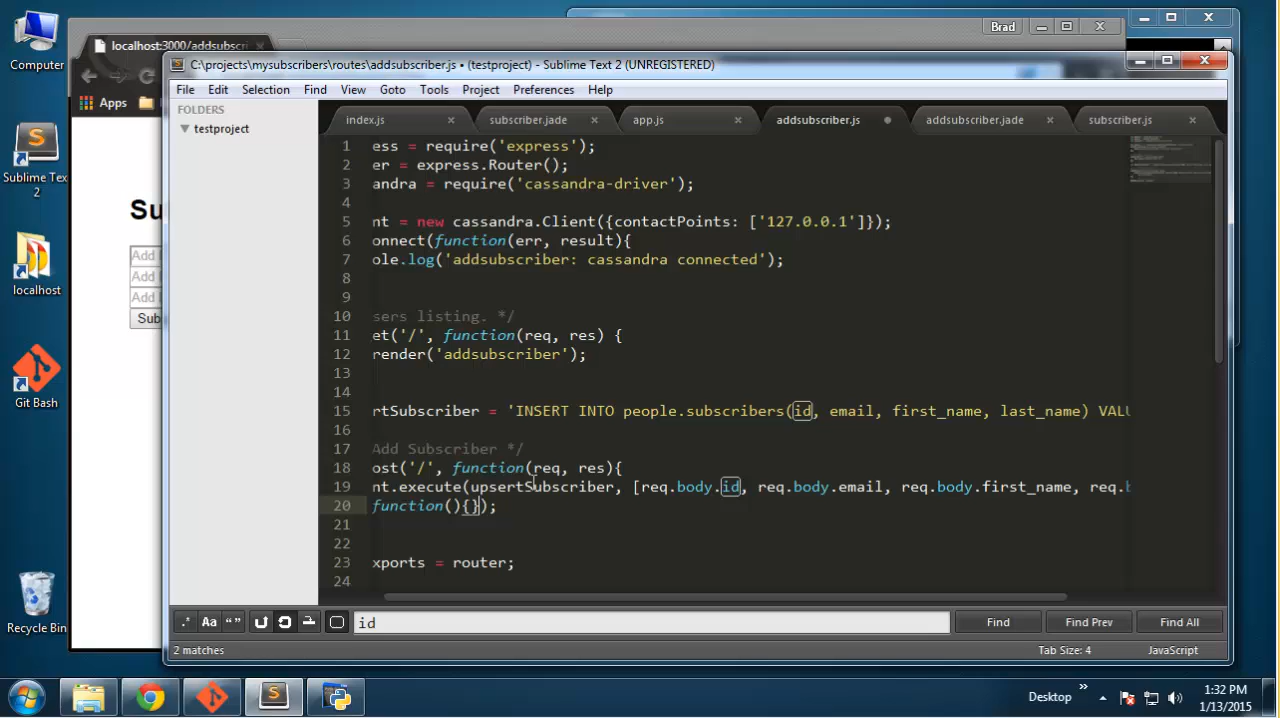 Computer
Sublime Text 2
localhost
Git Bash
Recycle Bin
localhost:3000/addsubscri
Brad
Apps
Su
Add
Add
Add
Sub
C:\projects\mysubscribers\routes\addsubscriber.js • (testproject) - Sublime Text 2 (UNREGISTERED)
File Edit Selection Find View Goto Tools Project Preferences Help
FOLDERS
testproject
index.js subscriber.jade app.js addsubscriber.js addsubscriber.jade subscriber.js
1 ess = require('express');
2 er = express.Router();
3 andra = require('cassandra-driver');
4
5 nt = new cassandra.Client({contactPoints: ['127.0.0.1']});
6 onnect(function(err, result){
7 ole.log('addsubscriber: cassandra connected');
8
9
10 sers listing. */
11 et('/', function(req, res) {
12 render('addsubscriber');
13
14
15 rtSubscriber = 'INSERT INTO people.subscribers(id, email, first_name, last_name) VALU
16
17 Add Subscriber */
18 ost('/', function(req, res){
19 nt.execute(upsertSubscriber, [req.body.id, req.body.email, req.body.first_name, req.b
20 function(){});
21
22
23 xports = router;
24
.* Aa “ ” id Find Find Prev Find All
2 matches Tab Size: 4 JavaScript
Desktop » 1:32 PM
1/13/2015